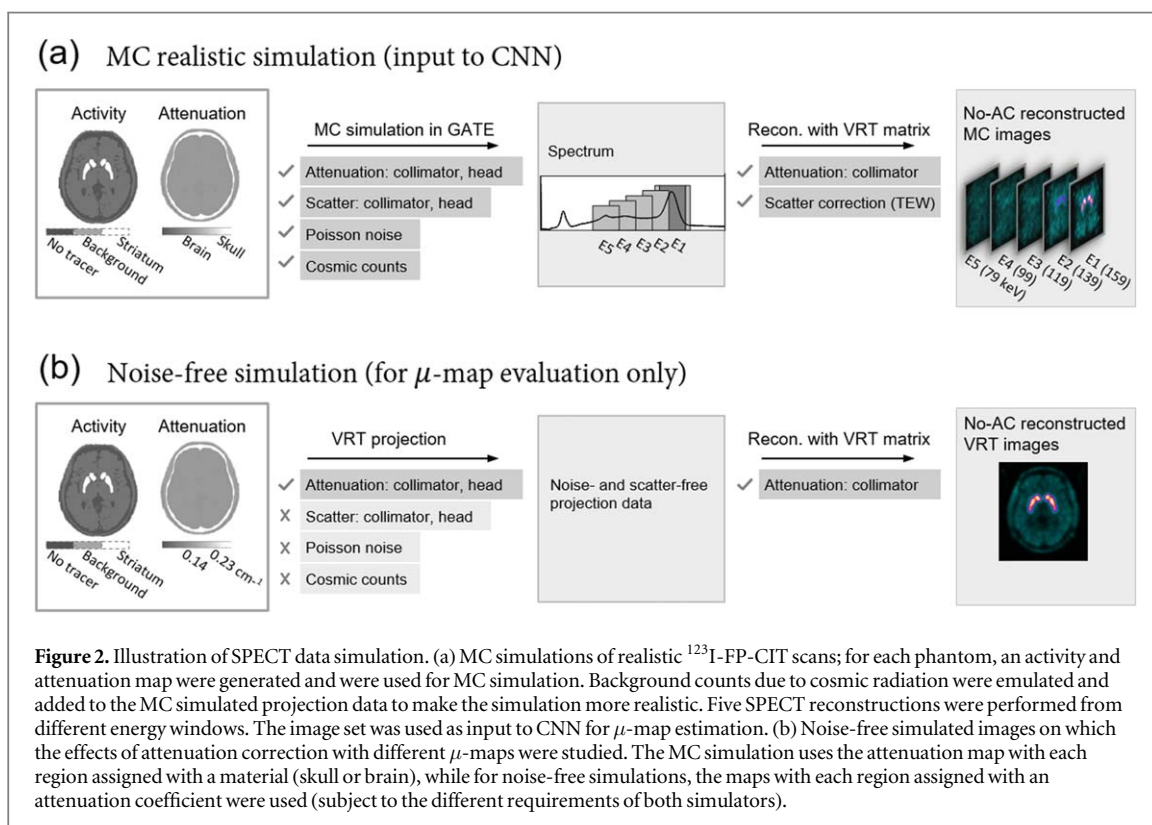 (a) MC realistic simulation (input to CNN)
Activity Attenuation
No tracer Background Striatum
Brain Skull
MC simulation in GATE
✓ Attenuation: collimator, head
✓ Scatter: collimator, head
✓ Poisson noise
✓ Cosmic counts
Spectrum
E5 E4 E3 E2 E1
Recon. with VRT matrix
✓ Attenuation: collimator
✓ Scatter correction (TEW)
No-AC reconstructed
MC images
E5 (79 keV) E4 (99) E3 (119) E2 (139) E1 (159)
(b) Noise-free simulation (for μ-map evaluation only)
Activity Attenuation
No tracer Background Striatum
0.14 0.23 cm⁻¹
VRT projection
✓ Attenuation: collimator, head
X Scatter: collimator, head
X Poisson noise
X Cosmic counts
Noise- and scatter-free
projection data
Recon. with VRT matrix
✓ Attenuation: collimator
No-AC reconstructed
VRT images
Figure 2. Illustration of SPECT data simulation. (a) MC simulations of realistic ¹²³I-FP-CIT scans; for each phantom, an activity and
attenuation map were generated and were used for MC simulation. Background counts due to cosmic radiation were emulated and
added to the MC simulated projection data to make the simulation more realistic. Five SPECT reconstructions were performed from
different energy windows. The image set was used as input to CNN for μ-map estimation. (b) Noise-free simulated images on which
the effects of attenuation correction with different μ-maps were studied. The MC simulation uses the attenuation map with each
region assigned with a material (skull or brain), while for noise-free simulations, the maps with each region assigned with an
attenuation coefficient were used (subject to the different requirements of both simulators).